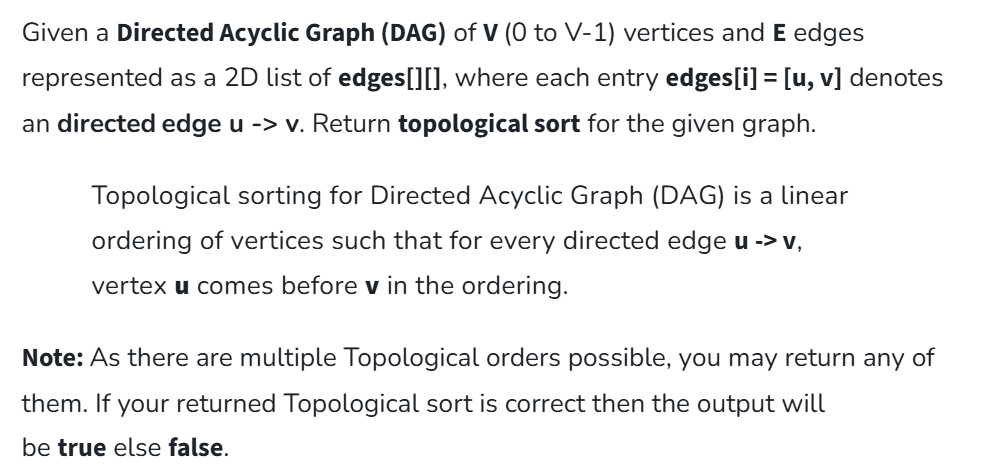 Given a Directed Acyclic Graph (DAG) of V (0 to V-1) vertices and E edges
represented as a 2D list of edges[][], where each entry edges[i] = [u, v] denotes
an directed edge u -> v. Return topological sort for the given graph.
Topological sorting for Directed Acyclic Graph (DAG) is a linear
ordering of vertices such that for every directed edge u -> v,
vertex u comes before v in the ordering.
Note: As there are multiple Topological orders possible, you may return any of
them. If your returned Topological sort is correct then the output will
be true else false.